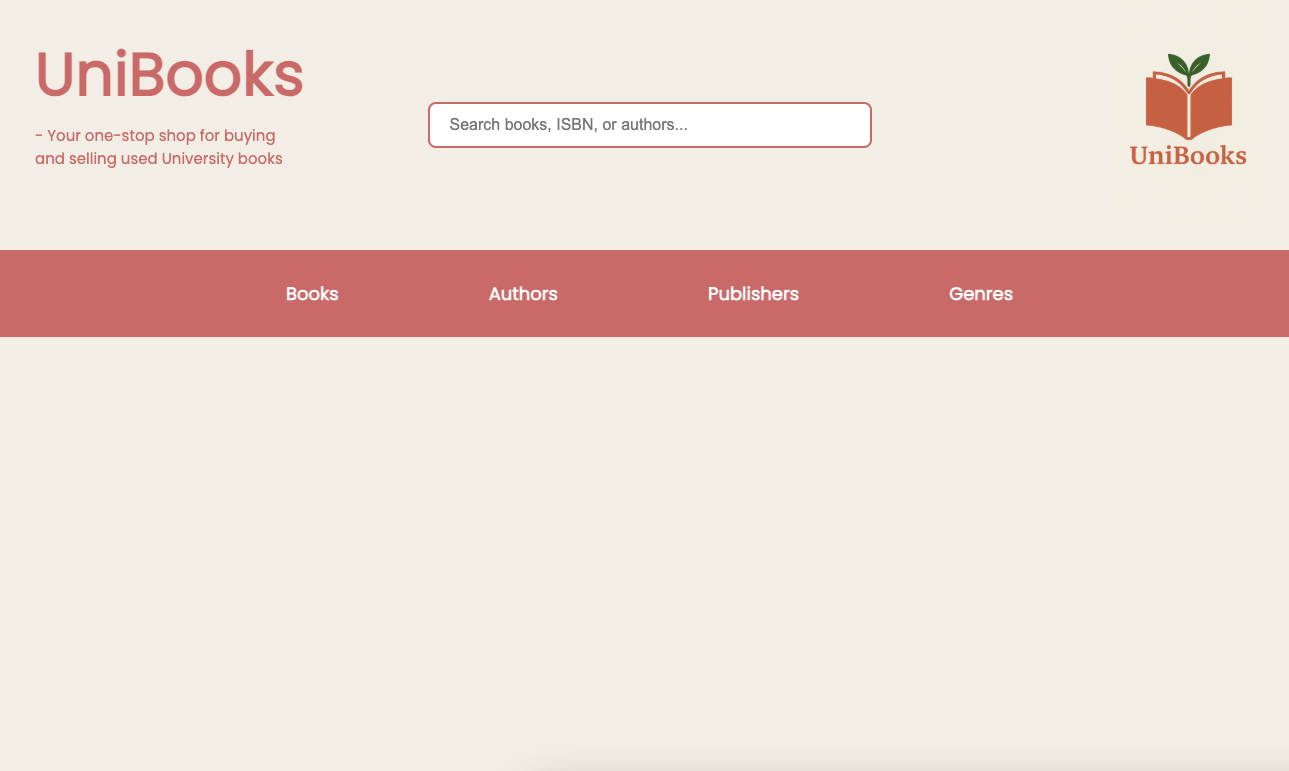 UniBooks
- Your one-stop shop for buying
and selling used University books
Search books, ISBN, or authors...
UniBooks
Books
Authors
Publishers
Genres